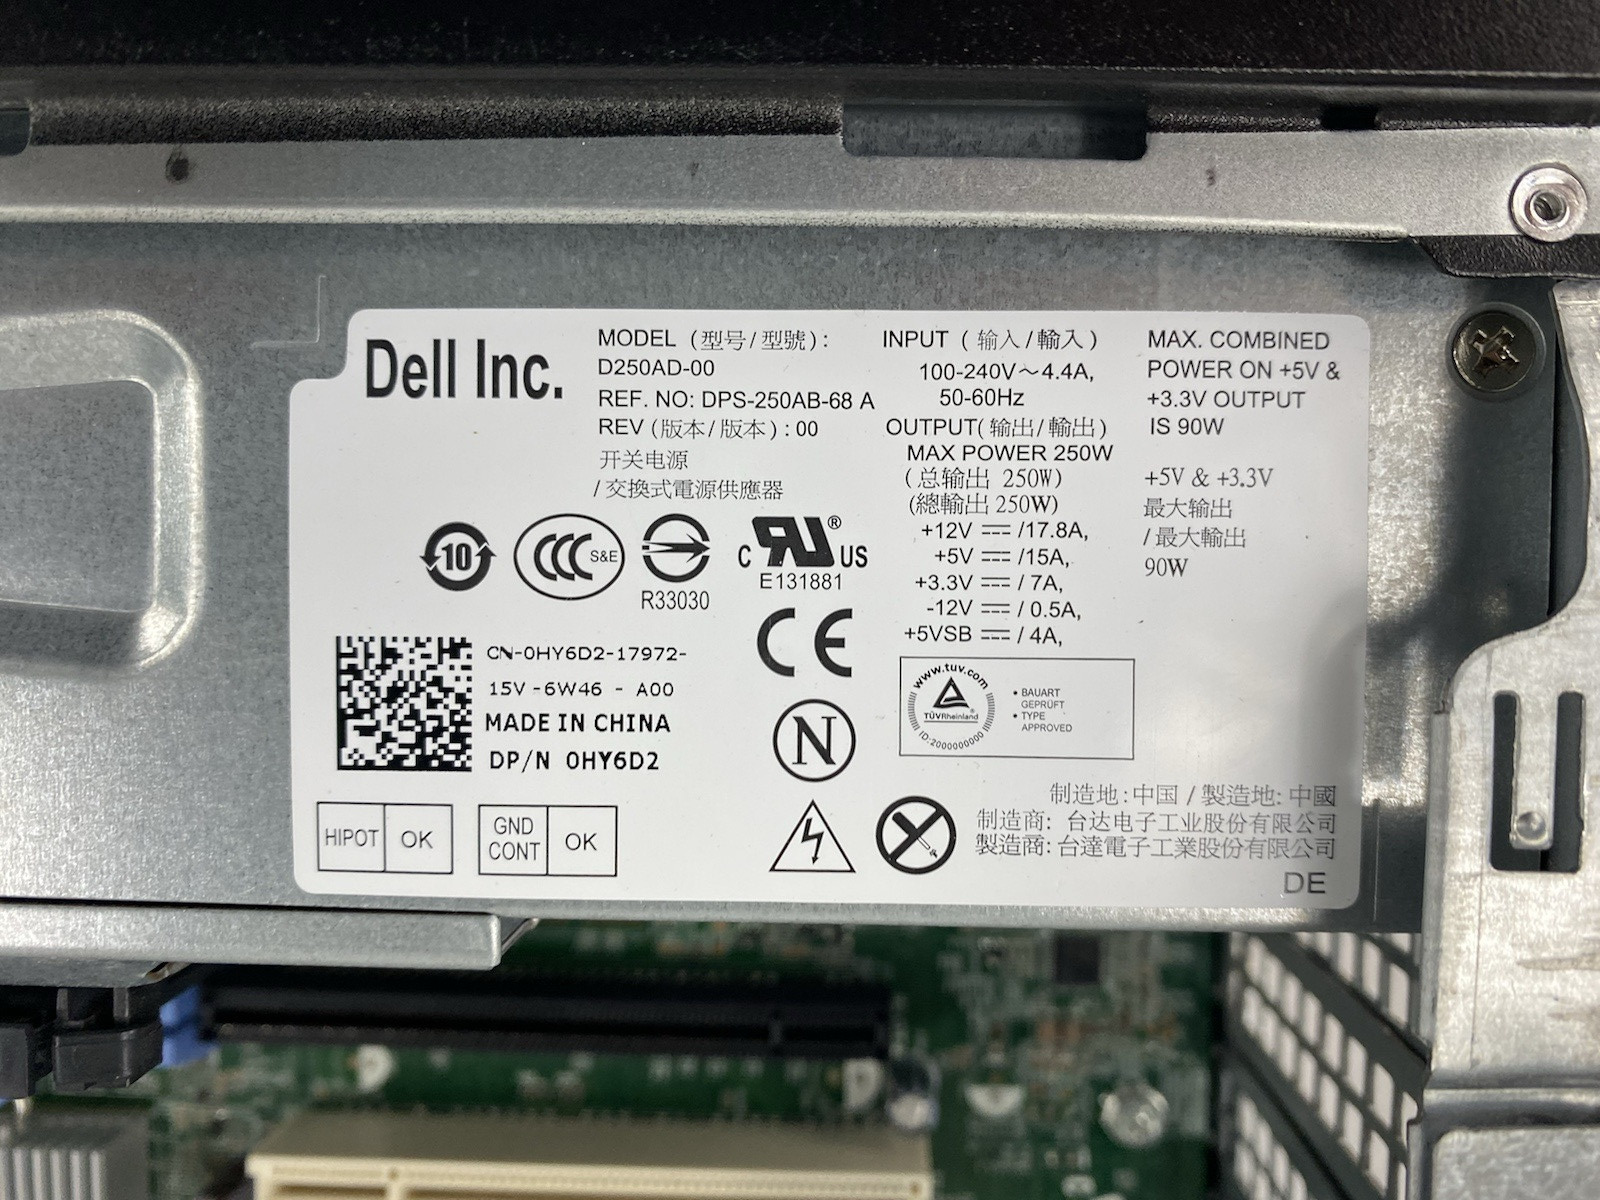 Dell Inc.
MODEL (型号/型號):
D250AD-00
REF. NO: DPS-250AB-68 A
REV (版本/版本): 00
开关电源
/交換式電源供應器
INPUT (输入/輸入)
100-240V～4.4A,
50-60Hz
OUTPUT(输出/輸出)
MAX POWER 250W
(总输出 250W)
(總輸出 250W)
+12V ⎓ /17.8A,
+5V ⎓ /15A,
+3.3V ⎓ / 7A,
-12V ⎓ / 0.5A,
+5VSB ⎓ / 4A,
MAX. COMBINED
POWER ON +5V &
+3.3V OUTPUT
IS 90W
+5V & +3.3V
最大输出
/最大輸出
90W
10
CCC S&E
R33030
C RU US ®
E131881
CE
N
CN-0HY6D2-17972-
15V-6W46 - A00
MADE IN CHINA
DP/N 0HY6D2
www.tuv.com
TÜVRheinland ®
ID:2000000000
• BAUART
GEPRÜFT
• TYPE
APPROVED
HIPOT OK
GND
CONT
OK
制造地:中国 / 製造地: 中國
制造商: 台达电子工业股份有限公司
製造商: 台達電子工業股份有限公司
DE